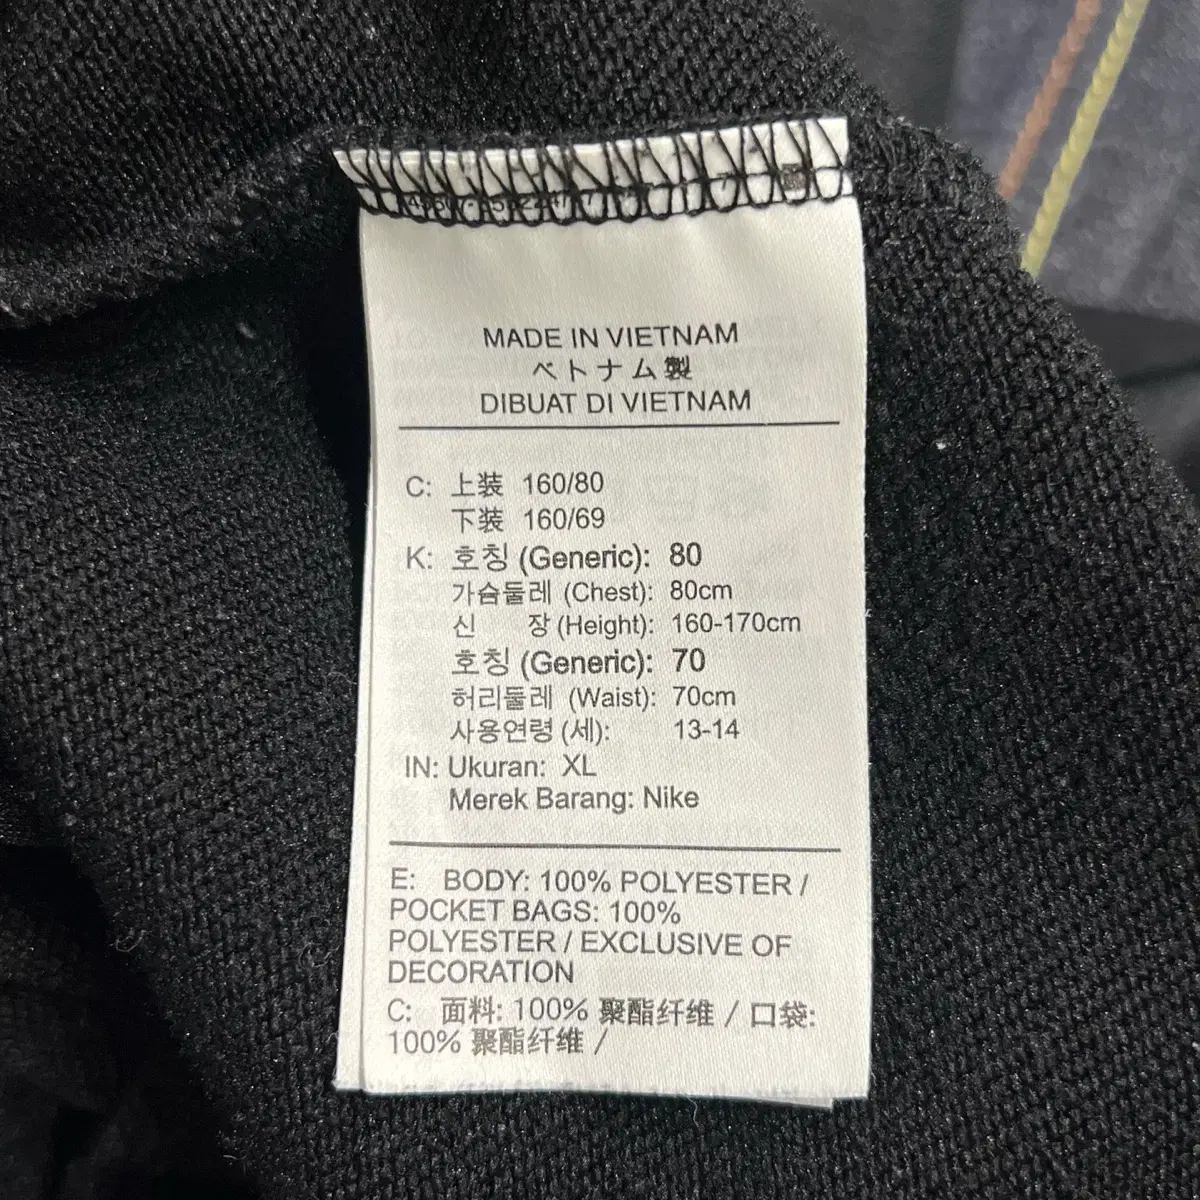 MADE IN VIETNAM
ベトナム製
DIBUAT DI VIETNAM
C: 上装 160/80
下装 160/69
K: 호칭 (Generic): 80
가슴둘레 (Chest): 80cm
신 장 (Height): 160-170cm
호칭 (Generic): 70
허리둘레 (Waist): 70cm
사용연령 (세): 13-14
IN: Ukuran: XL
Merek Barang: Nike
E: BODY: 100% POLYESTER /
POCKET BAGS: 100%
POLYESTER / EXCLUSIVE OF
DECORATION
C: 面料: 100% 聚酯纤维 / 口袋:
100% 聚酯纤维 /